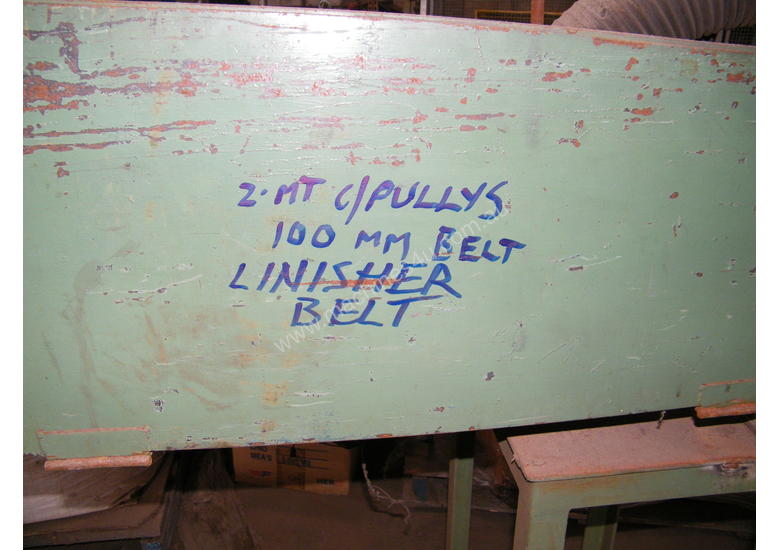 2·MT C/PULLYS
100 MM BELT
LINISHER
BELT